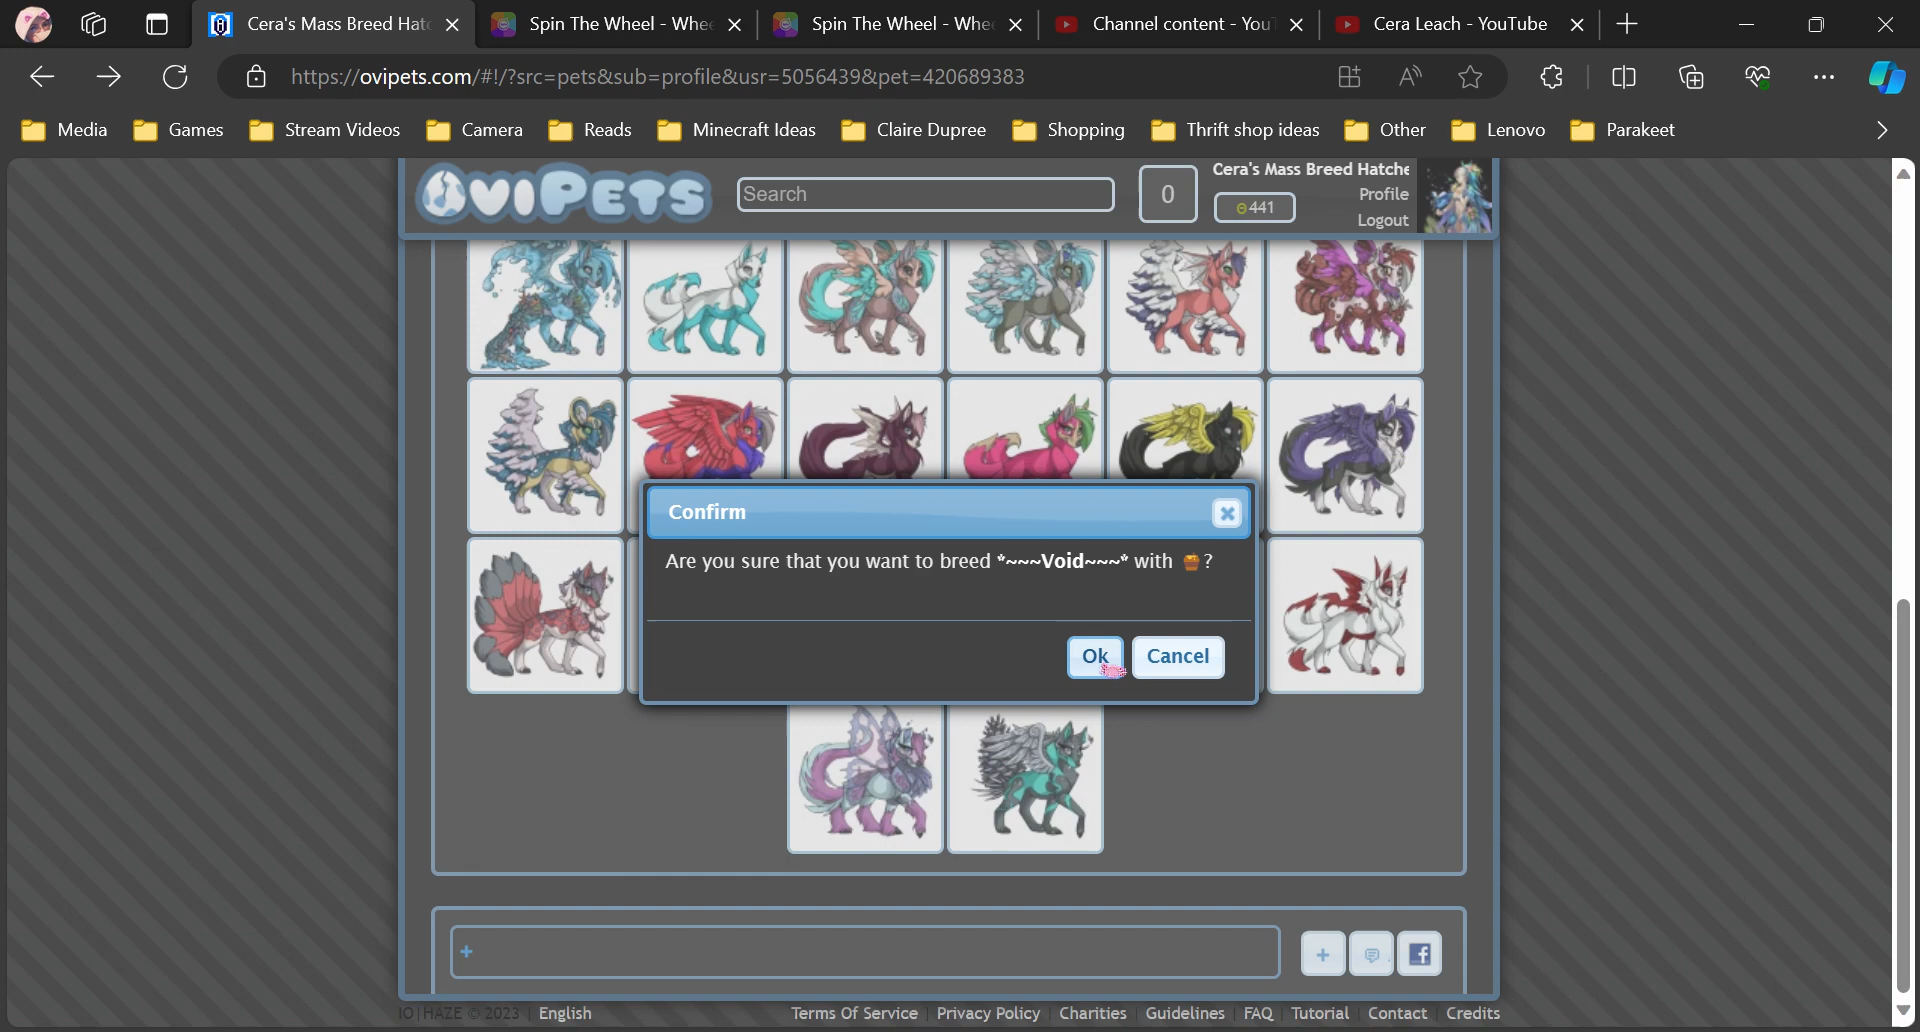 Cera's Mass Breed Hatc
Spin The Wheel - Whe
Spin The Wheel - Whe
Channel content - You
Cera Leach - YouTube
https://ovipets.com/#!/?src=pets&sub=profile&usr=5056439&pet=420689383
Media
Games
Stream Videos
Camera
Reads
Minecraft Ideas
Claire Dupree
Shopping
Thrift shop ideas
Other
Lenovo
Parakeet
OviPets
Search
0
Cera's Mass Breed Hatche
441
Profile
Logout
Confirm
Are you sure that you want to breed *~~~Void~~~* with ?
Ok
Cancel
IO|HAZE © 2023
English
Terms Of Service
Privacy Policy
Charities
Guidelines
FAQ
Tutorial
Contact
Credits